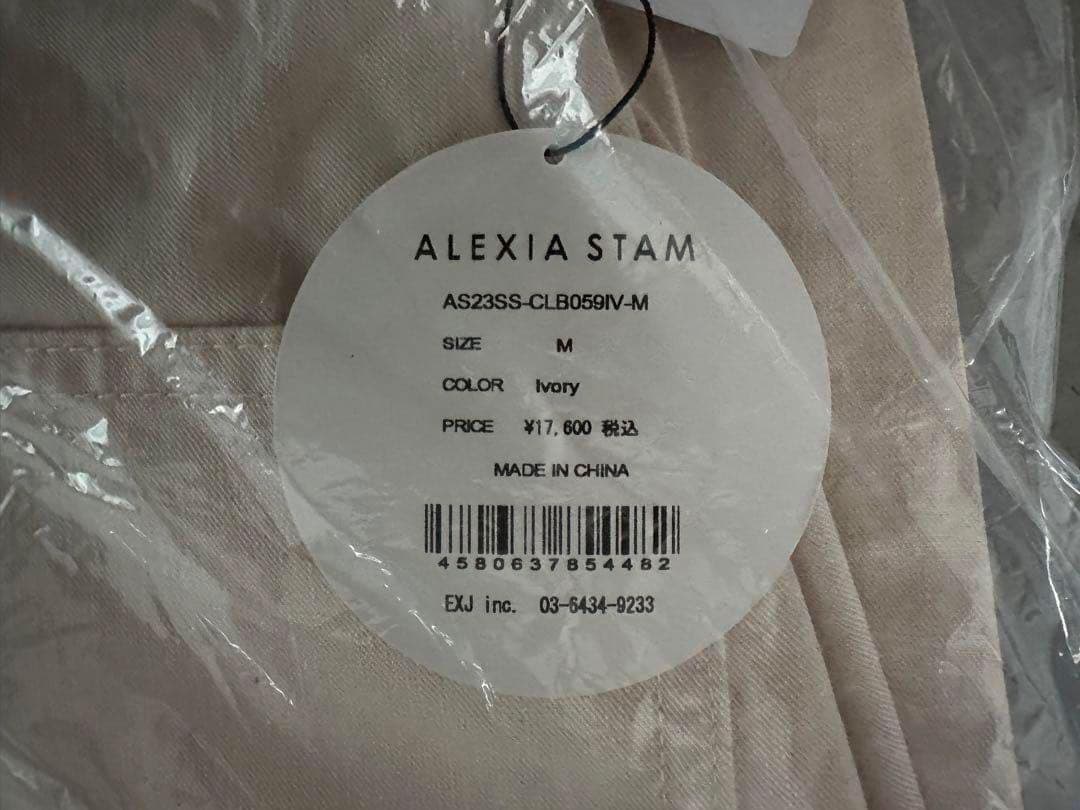 ALEXIA STAM
AS23SS-CLB059IV-M
SIZE M
COLOR Ivory
PRICE ¥17,600 税込
MADE IN CHINA
4580637854482
EXJ inc. 03-6434-9233